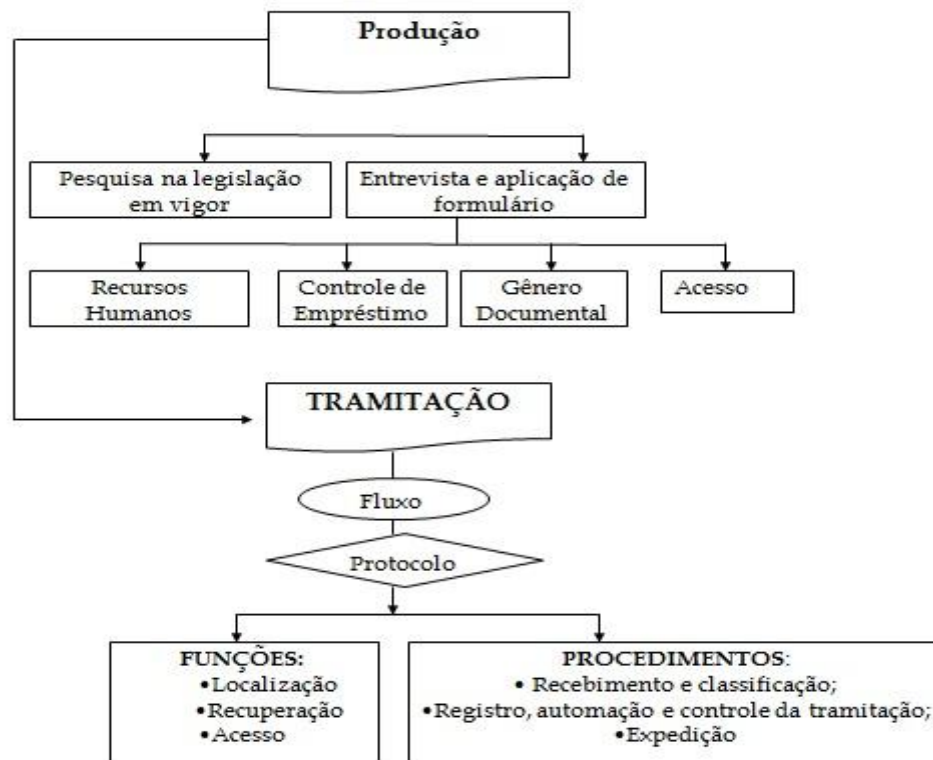 Produção
Pesquisa na legislação
em vigor
Entrevista e aplicação de
formulário
Recursos
Humanos
Controle de
Empréstimo
Gênero
Documental
Acesso
TRAMITAÇÃO
Fluxo
Protocolo
FUNÇÕES:
•Localização
•Recuperação
•Acesso
PROCEDIMENTOS:
• Recebimento e classificação;
•Registro, automação e controle da tramitação;
•Expedição